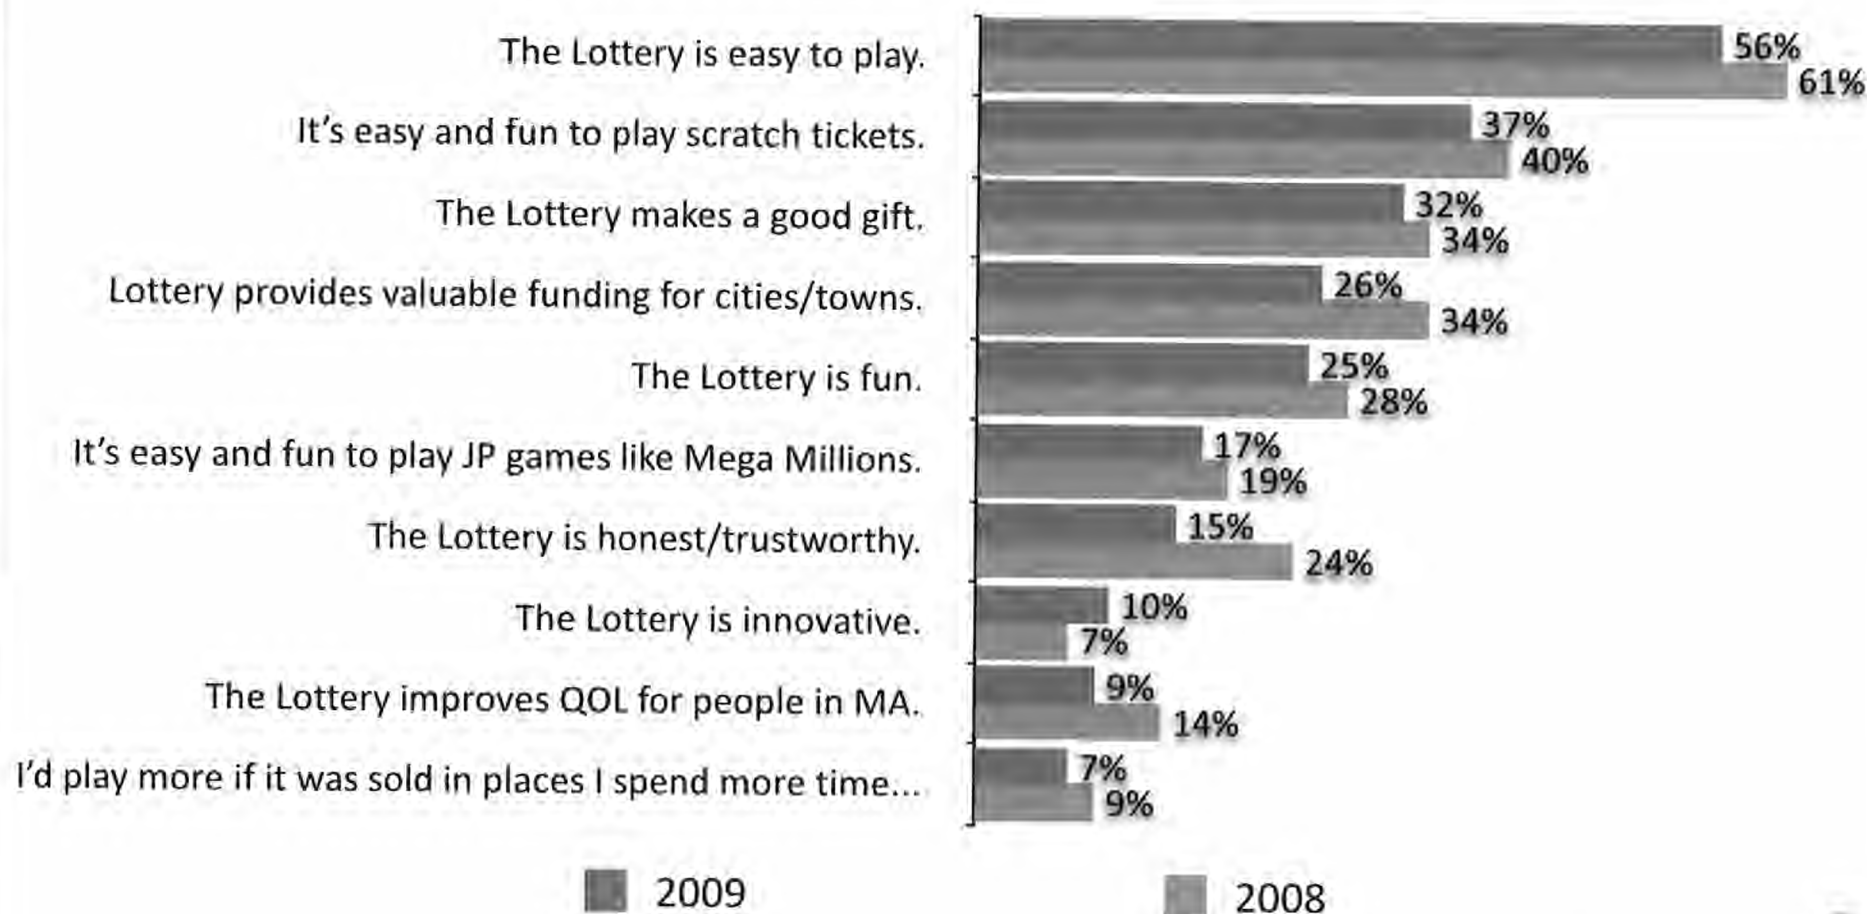 The Lottery is easy to play.
56%
61%
It's easy and fun to play scratch tickets.
37%
40%
The Lottery makes a good gift.
32%
34%
Lottery provides valuable funding for cities/towns.
26%
34%
The Lottery is fun.
25%
28%
It's easy and fun to play JP games like Mega Millions.
17%
19%
The Lottery is honest/trustworthy.
15%
24%
The Lottery is innovative.
10%
7%
The Lottery improves QOL for people in MA.
9%
14%
I'd play more if it was sold in places I spend more time...
7%
9%
2009
2008